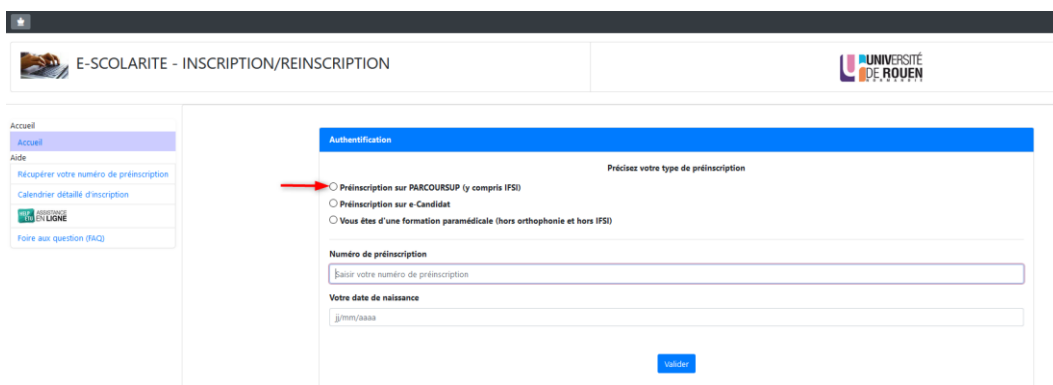 E-SCOLARITE - INSCRIPTION/REINSCRIPTION
UNIVERSITÉ
DE ROUEN
NORMANDIE
Accueil
Accueil
Aide
Récupérer votre numéro de préinscription
Calendrier détaillé d'inscription
HELP ETU ASSISTANCE
EN LIGNE
Foire aux question (FAQ)
Authentification
Précisez votre type de préinscription
Préinscription sur PARCOURSUP (y compris IFSI)
Préinscription sur e-Candidat
Vous êtes d'une formation paramédicale (hors orthophonie et hors IFSI)
Numéro de préinscription
Saisir votre numéro de préinscription
Votre date de naissance
jj/mm/aaaa
Valider